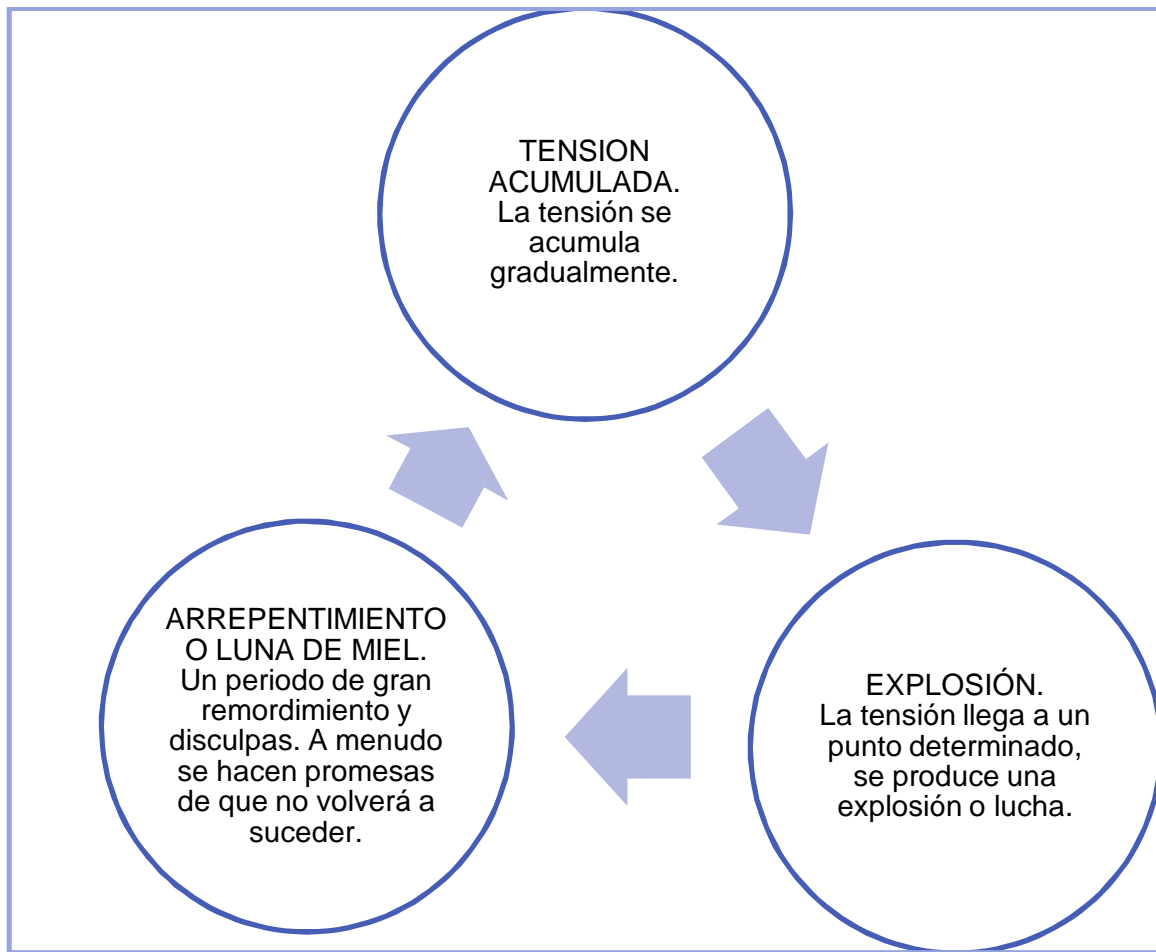 TENSION
ACUMULADA.
La tensión se
acumula
gradualmente.
EXPLOSIÓN.
La tensión llega a un
punto determinado,
se produce una
explosión o lucha.
ARREPENTIMIENTO
O LUNA DE MIEL.
Un periodo de gran
remordimiento y
disculpas. A menudo
se hacen promesas
de que no volverá a
suceder.